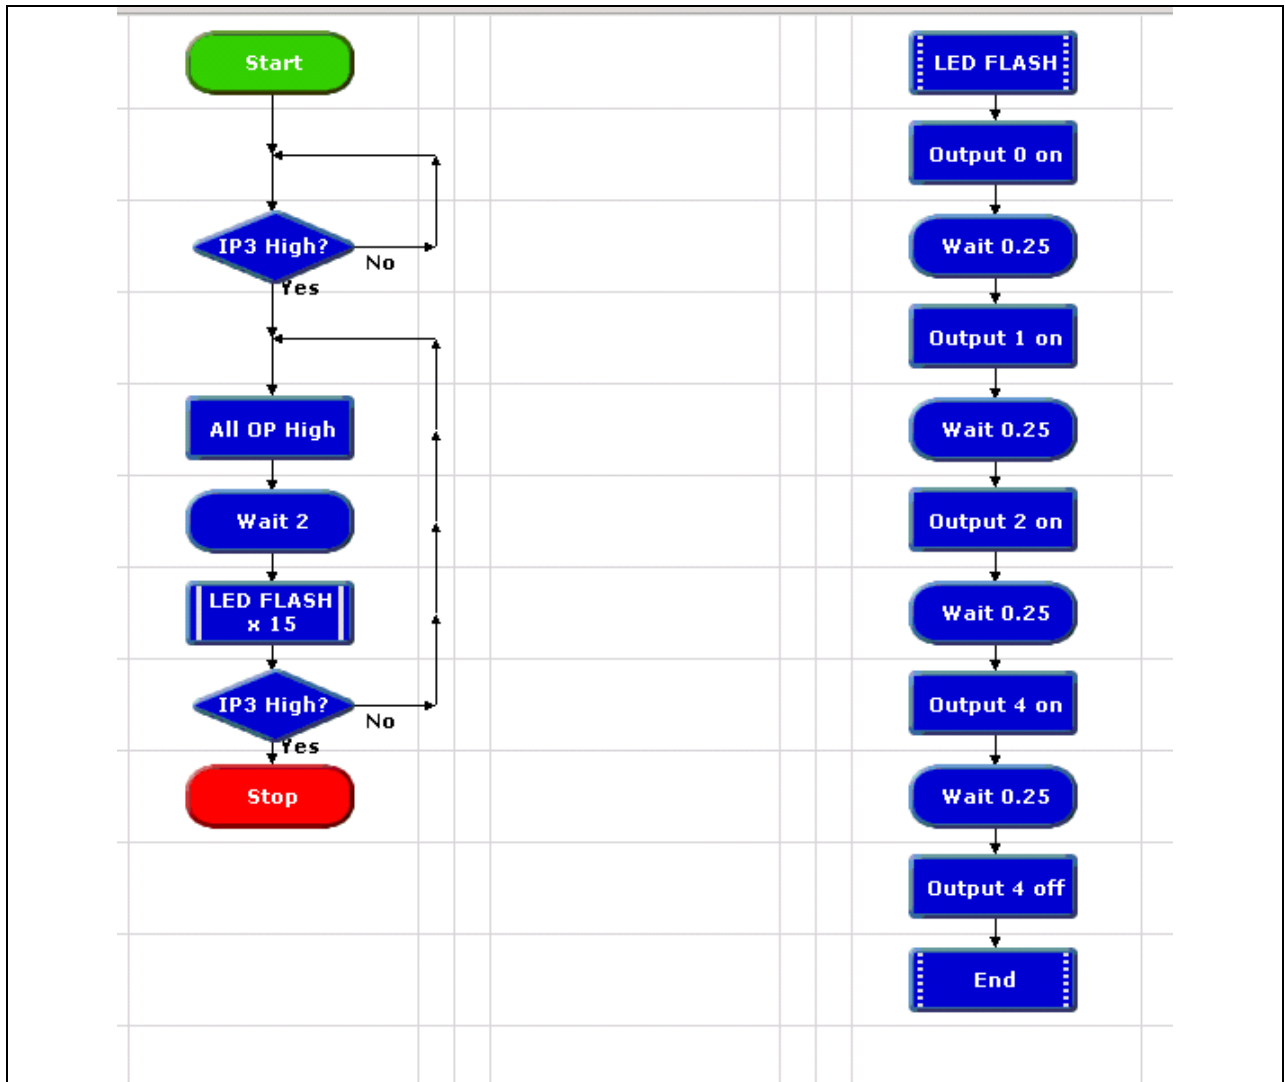 Start
IP3 High?
No
Yes
All OP High
Wait 2
LED FLASH
x 15
IP3 High?
No
Yes
Stop
LED FLASH
Output 0 on
Wait 0.25
Output 1 on
Wait 0.25
Output 2 on
Wait 0.25
Output 4 on
Wait 0.25
Output 4 off
End